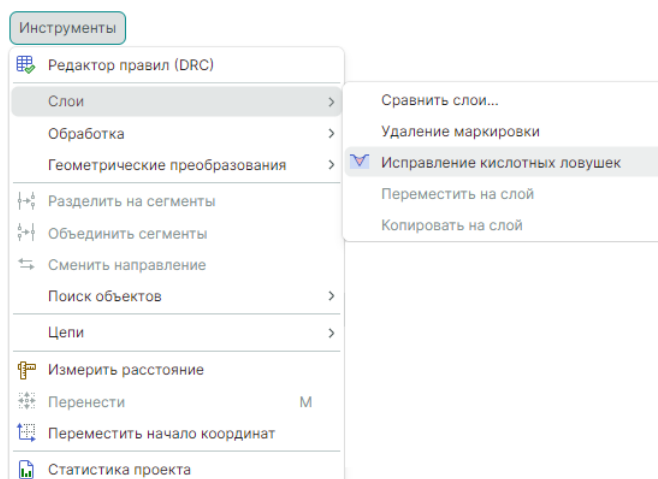 Инструменты
Редактор правил (DRC)
Слои
Обработка
Геометрические преобразования
Разделить на сегменты
Объединить сегменты
Сменить направление
Поиск объектов
Цепи
Измерить расстояние
Перенести M
Переместить начало координат
Статистика проекта
Сравнить слои...
Удаление маркировки
Исправление кислотных ловушек
Переместить на слой
Копировать на слой